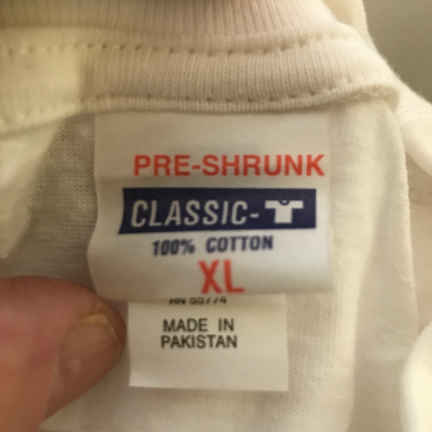 PRE-SHRUNK
CLASSIC-
100% COTTON
XL
MADE IN
PAKISTAN